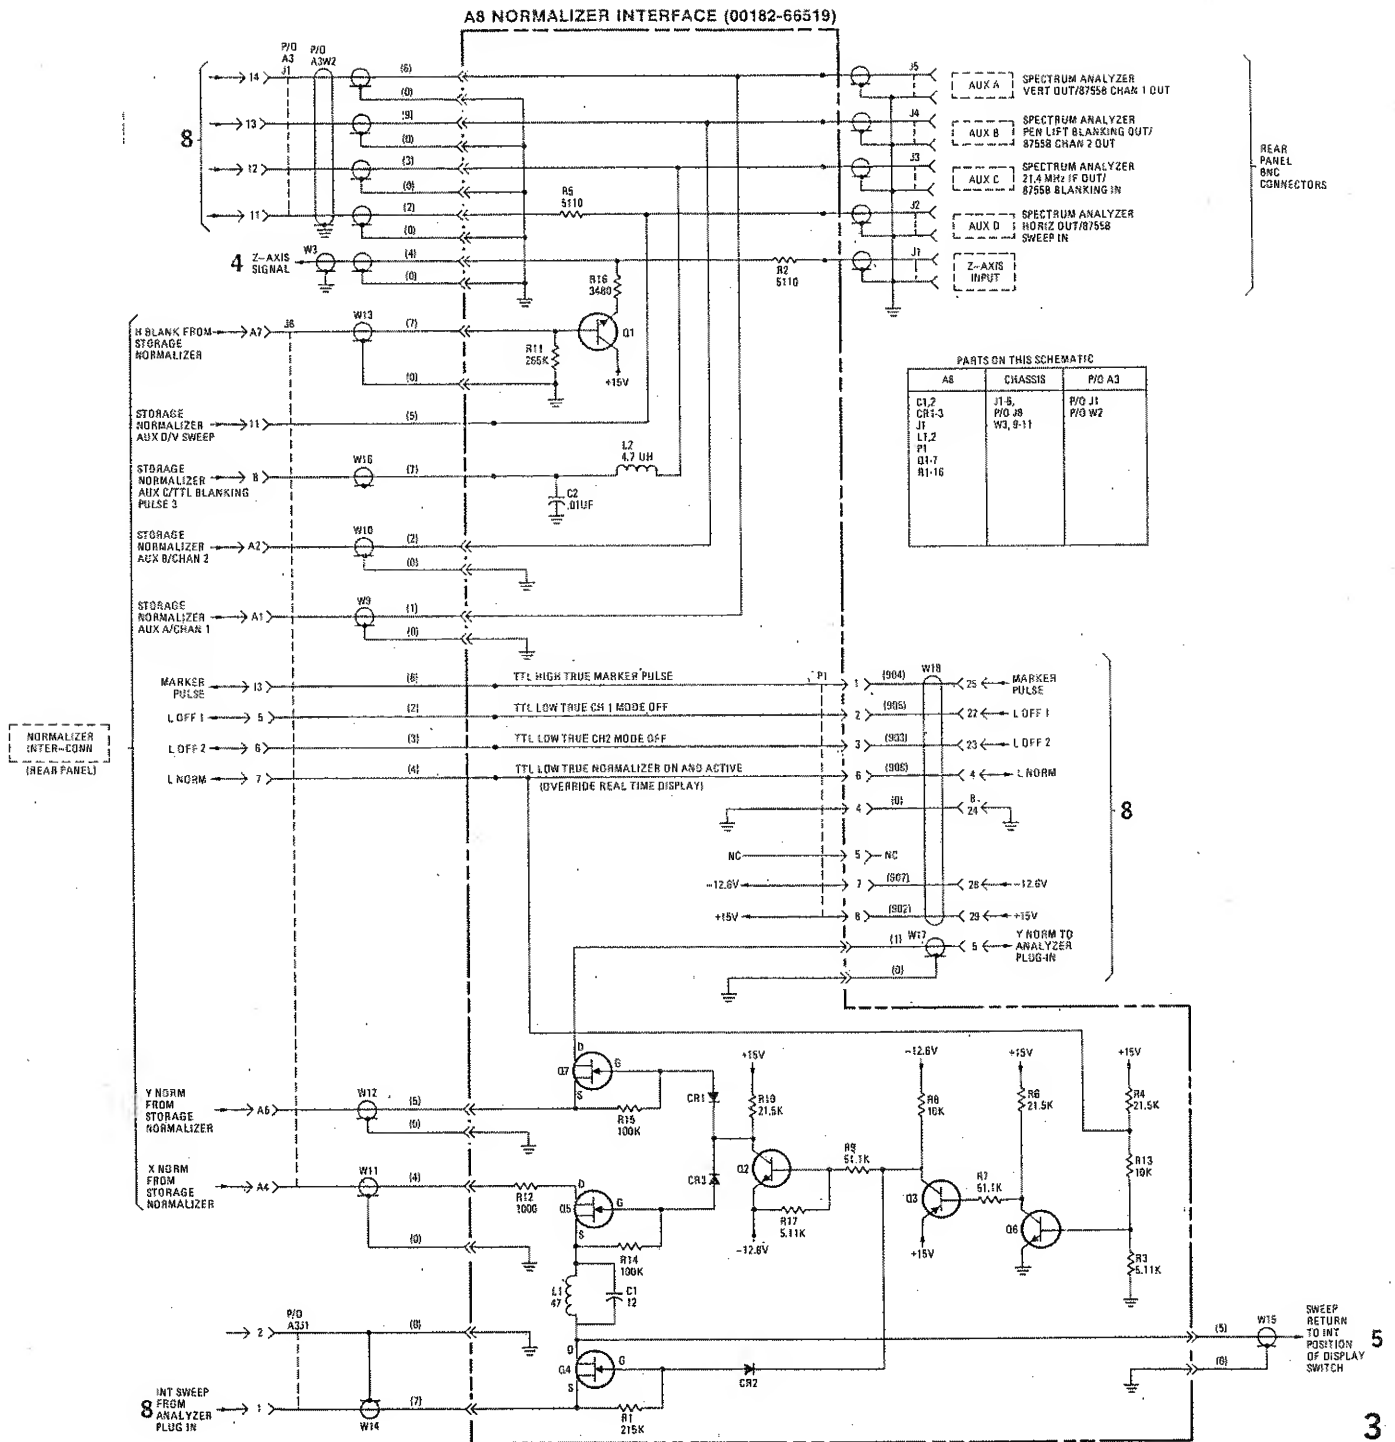 A8 NORMALIZER INTERFACE (00182-66519)
P/O
A3
J1
P/O
A3W2
14
(6)
(0)
13
(9)
(0)
8
12
(3)
(0)
11
(2)
(0)
R5
5110
W3
4
Z-AXIS
SIGNAL
(4)
(0)
R16
3480
R2
5110
J5
AUX A
SPECTRUM ANALYZER
VERT OUT/8755B CHAN 1 OUT
J4
AUX B
SPECTRUM ANALYZER
PEN LIFT BLANKING OUT/
8755B CHAN 2 OUT
J3
AUX C
SPECTRUM ANALYZER
21.4 MHz IF OUT/
8755B BLANKING IN
J2
AUX D
SPECTRUM ANALYZER
HORIZ OUT/8755B
SWEEP IN
J1
Z-AXIS
INPUT
REAR
PANEL
BNC
CONNECTORS
H BLANK FROM
STORAGE
NORMALIZER
A7
J6
W13
(7)
(0)
R11
Q1
+15V
STORAGE
NORMALIZER
AUX D/V SWEEP
11
(5)
STORAGE
NORMALIZER
AUX C/TTL BLANKING
PULSE 3
8
W16
(7)
L2
4.7 UH
C2
.01UF
STORAGE
NORMALIZER
AUX B/CHAN 2
A2
W10
(2)
(0)
STORAGE
NORMALIZER
AUX A/CHAN 1
A1
W9
(1)
(0)
PARTS ON THIS SCHEMATIC
A8 CHASSIS P/O A3
C1,2 J1-5, P/O J1
CR1-3 P/O J6 P/O W2
J1 W3, 9-11
L1,2
P1
Q1-7
R1-16
MARKER
PULSE
13
(8)
TTL HIGH TRUE MARKER PULSE
P1
1
(904)
W18
25
MARKER
PULSE
L OFF 1
5
(2)
TTL LOW TRUE CH 1 MODE OFF
2
(905)
22
L OFF 1
L OFF 2
6
(3)
TTL LOW TRUE CH2 MODE OFF
3
(903)
23
L OFF 2
L NORM
7
(4)
TTL LOW TRUE NORMALIZER ON AND ACTIVE
(OVERRIDE REAL TIME DISPLAY)
6
(906)
4
L NORM
NORMALIZER
INTER-CONN
(REAR PANEL)
4
(0)
24
8
NC
5
NC
-12.6V
7
(907)
28
-12.6V
+15V
8
(902)
29
+15V
(1)
W17
5
Y NORM TO
ANALYZER
PLUG-IN
(0)
D
Q7
G
S
Y NORM
FROM
STORAGE
NORMALIZER
A6
W12
(5)
(0)
R15
100K
CR1
+15V
R10
21.5K
-12.6V
R8
10K
+15V
R6
21.5K
+15V
R4
21.5K
X NORM
FROM
STORAGE
NORMALIZER
A4
W11
(4)
(0)
R12
D
Q5
G
S
R14
100K
CR3
Q2
R9
51.1K
R17
5.11K
-12.6V
Q3
+15V
R7
51.1K
Q6
R13
10K
R3
5.11K
L1
47
C1
12
P/O
A3J1
2
(8)
D
Q4
G
S
CR2
R1
215K
8
INT SWEEP
FROM
ANALYZER
PLUG IN
1
W14
(7)
(5)
W15
(0)
SWEEP
RETURN
TO INT
POSITION
OF DISPLAY
SWITCH
5
3